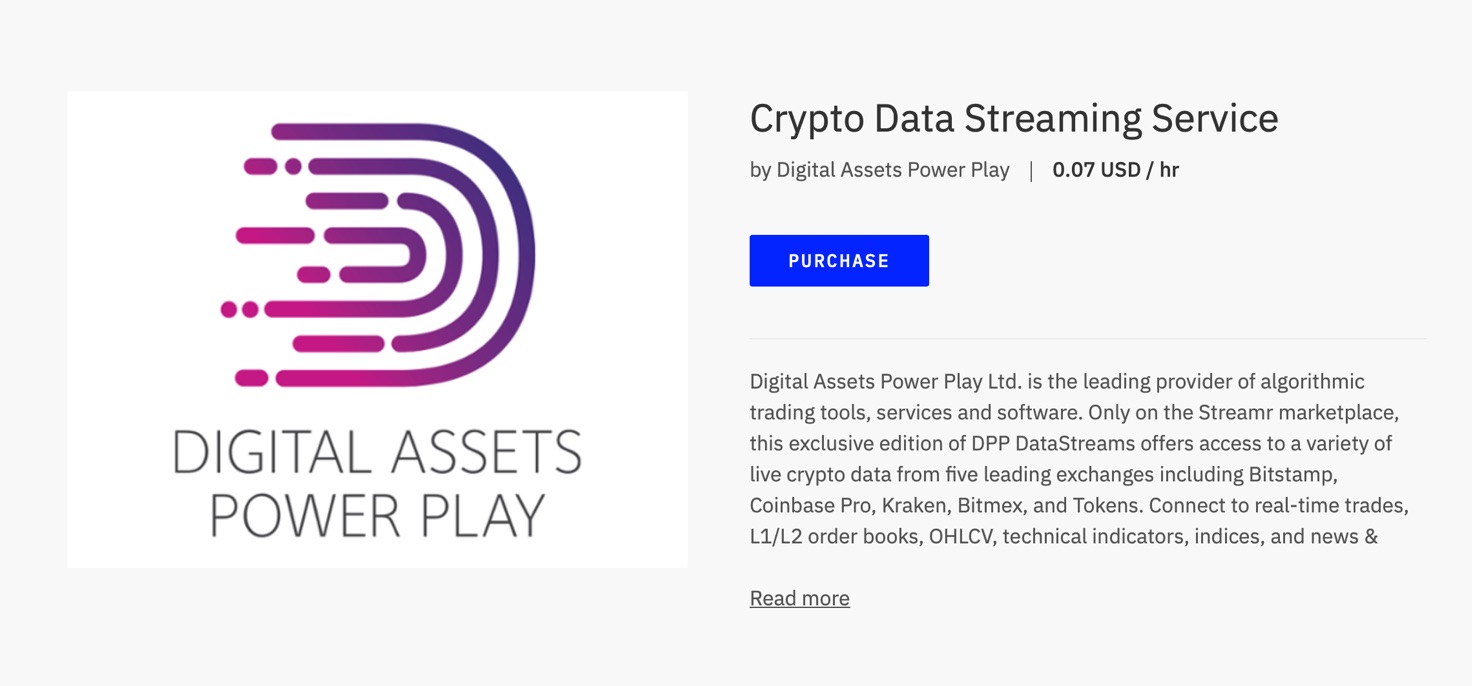 DIGITAL ASSETS
POWER PLAY
Crypto Data Streaming Service
by Digital Assets Power Play | 0.07 USD / hr
PURCHASE
Digital Assets Power Play Ltd. is the leading provider of algorithmic
trading tools, services and software. Only on the Streamr marketplace,
this exclusive edition of DPP DataStreams offers access to a variety of
live crypto data from five leading exchanges including Bitstamp,
Coinbase Pro, Kraken, Bitmex, and Tokens. Connect to real-time trades,
L1/L2 order books, OHLCV, technical indicators, indices, and news &
Read more